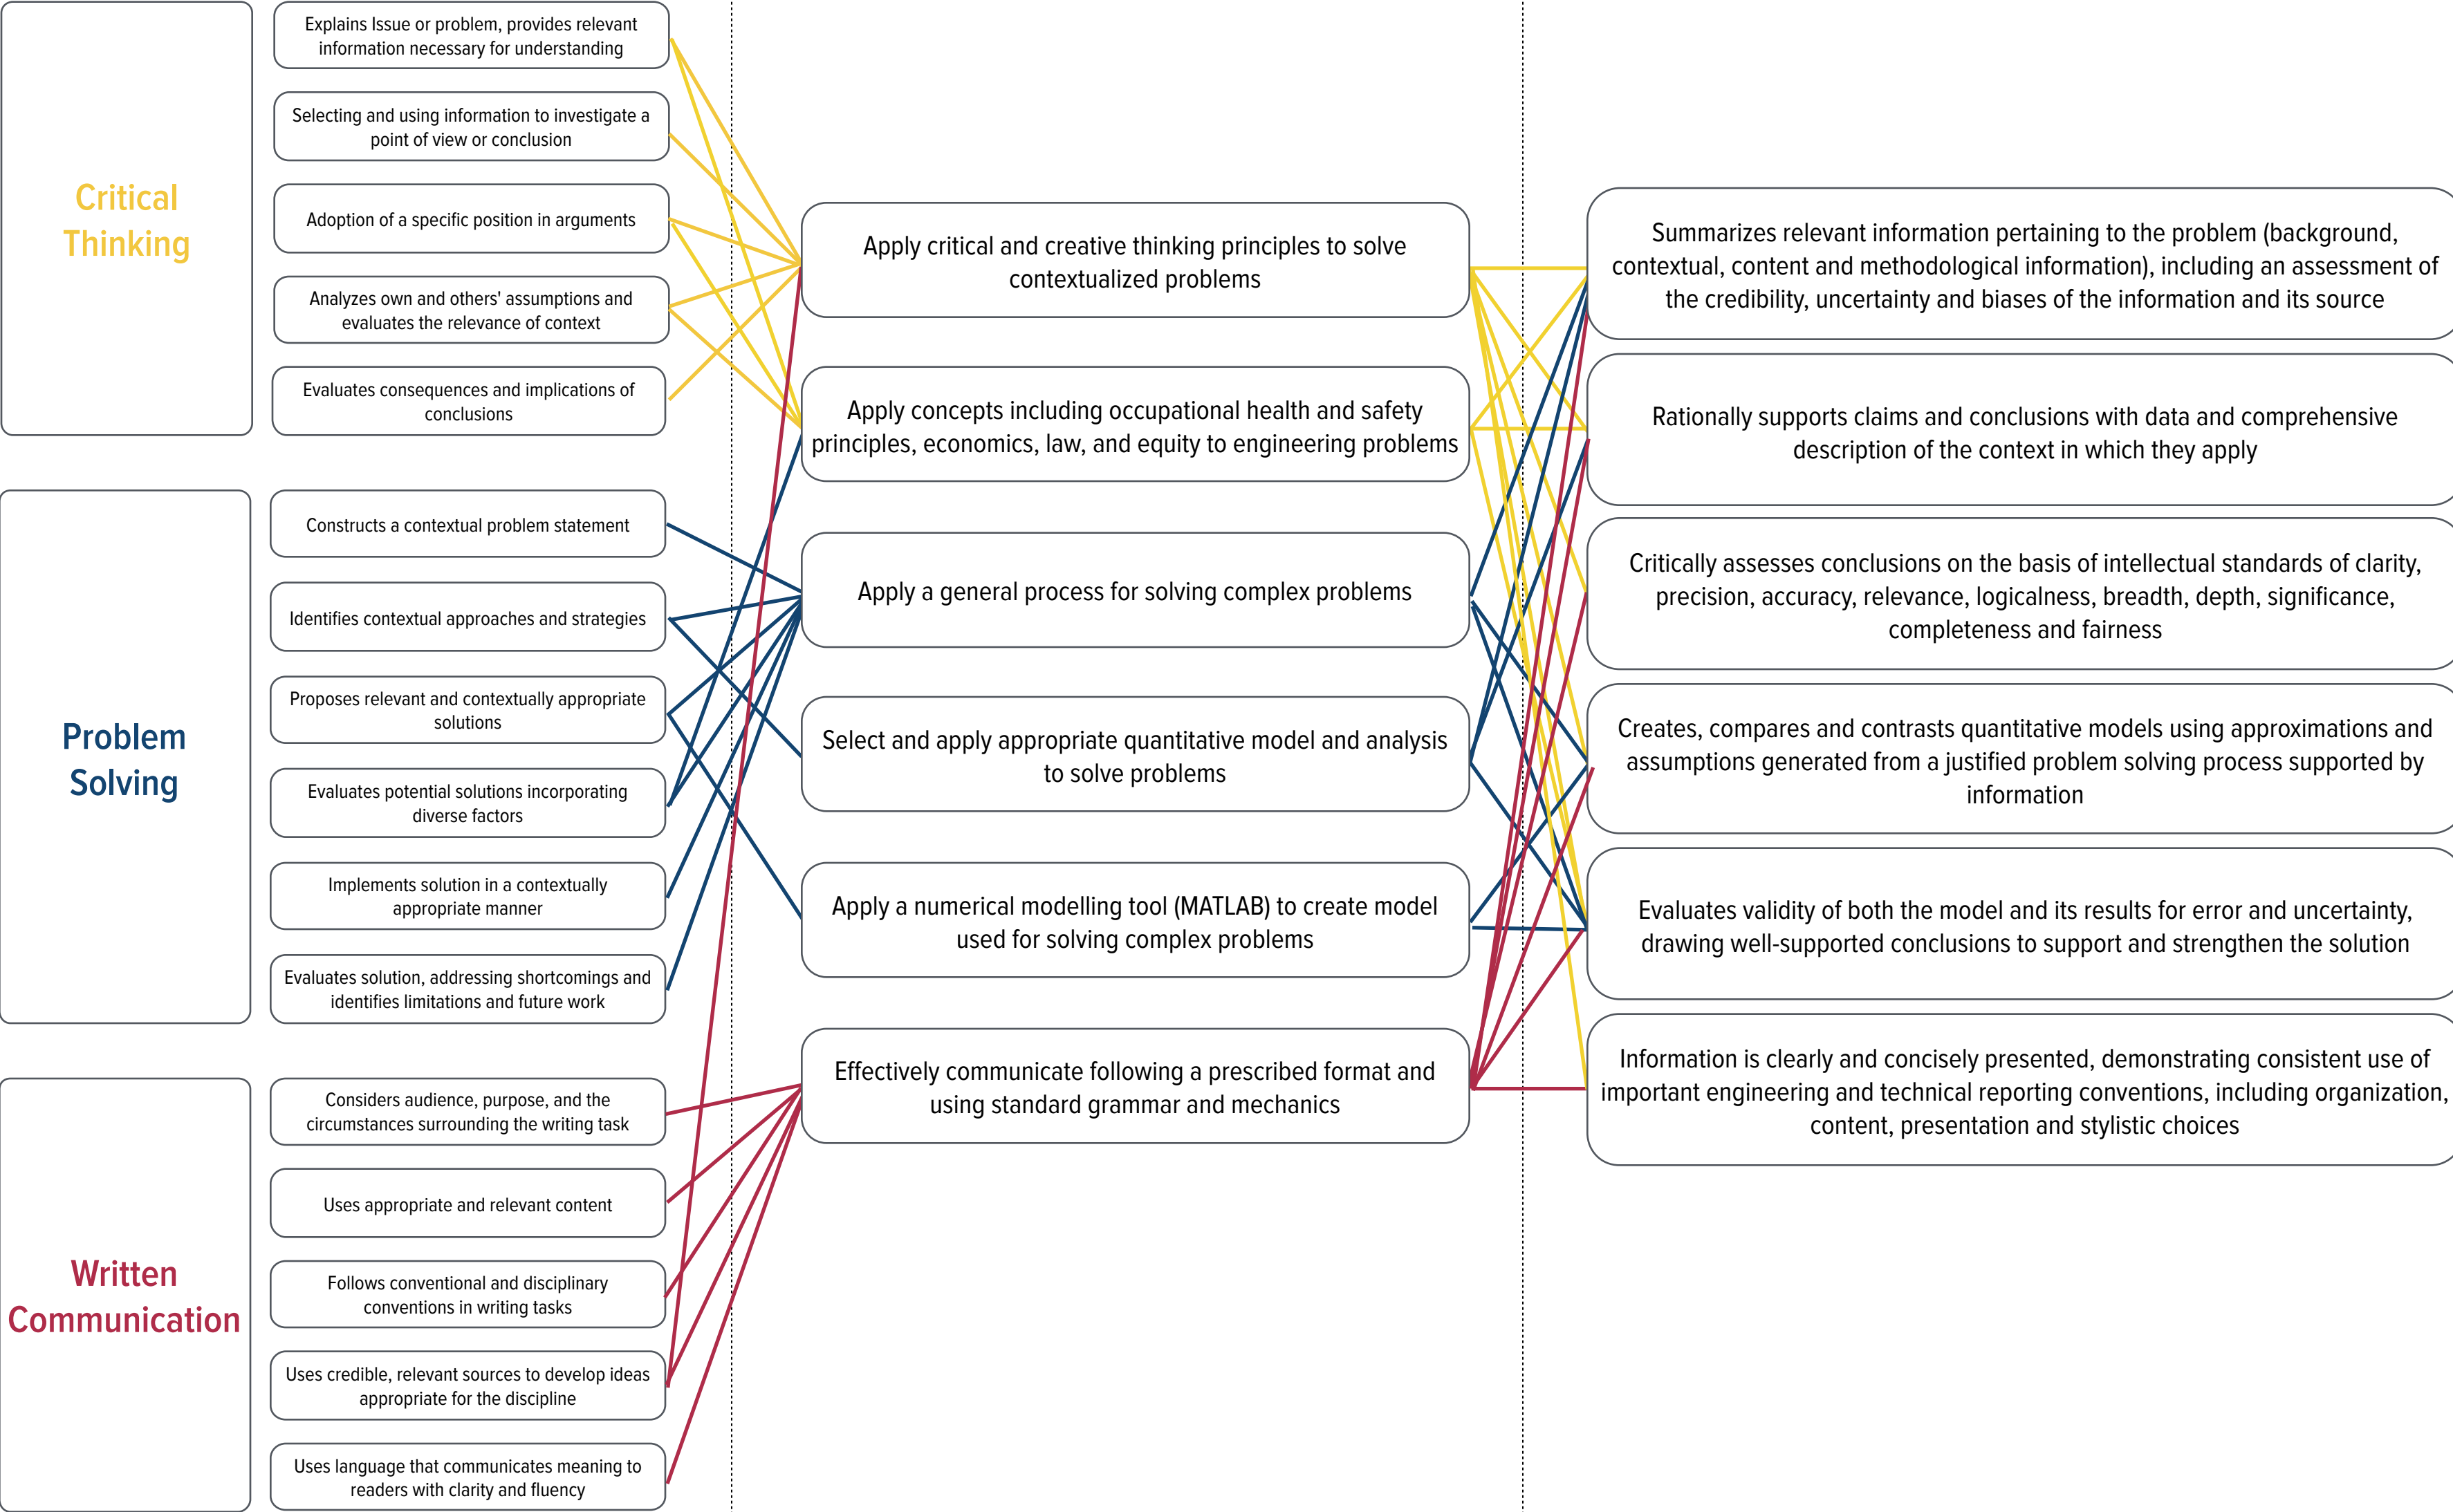 Critical
Thinking
Explains Issue or problem, provides relevant
information necessary for understanding
Selecting and using information to investigate a
point of view or conclusion
Adoption of a specific position in arguments
Analyzes own and others' assumptions and
evaluates the relevance of context
Evaluates consequences and implications of
conclusions
Problem
Solving
Constructs a contextual problem statement
Identifies contextual approaches and strategies
Proposes relevant and contextually appropriate
solutions
Evaluates potential solutions incorporating
diverse factors
Implements solution in a contextually
appropriate manner
Evaluates solution, addressing shortcomings and
identifies limitations and future work
Written
Communication
Considers audience, purpose, and the
circumstances surrounding the writing task
Uses appropriate and relevant content
Follows conventional and disciplinary
conventions in writing tasks
Uses credible, relevant sources to develop ideas
appropriate for the discipline
Uses language that communicates meaning to
readers with clarity and fluency
Apply critical and creative thinking principles to solve
contextualized problems
Apply concepts including occupational health and safety
principles, economics, law, and equity to engineering problems
Apply a general process for solving complex problems
Select and apply appropriate quantitative model and analysis
to solve problems
Apply a numerical modelling tool (MATLAB) to create model
used for solving complex problems
Effectively communicate following a prescribed format and
using standard grammar and mechanics
Summarizes relevant information pertaining to the problem (background,
contextual, content and methodological information), including an assessment of
the credibility, uncertainty and biases of the information and its source
Rationally supports claims and conclusions with data and comprehensive
description of the context in which they apply
Critically assesses conclusions on the basis of intellectual standards of clarity,
precision, accuracy, relevance, logicalness, breadth, depth, significance,
completeness and fairness
Creates, compares and contrasts quantitative models using approximations and
assumptions generated from a justified problem solving process supported by
information
Evaluates validity of both the model and its results for error and uncertainty,
drawing well-supported conclusions to support and strengthen the solution
Information is clearly and concisely presented, demonstrating consistent use of
important engineering and technical reporting conventions, including organization,
content, presentation and stylistic choices